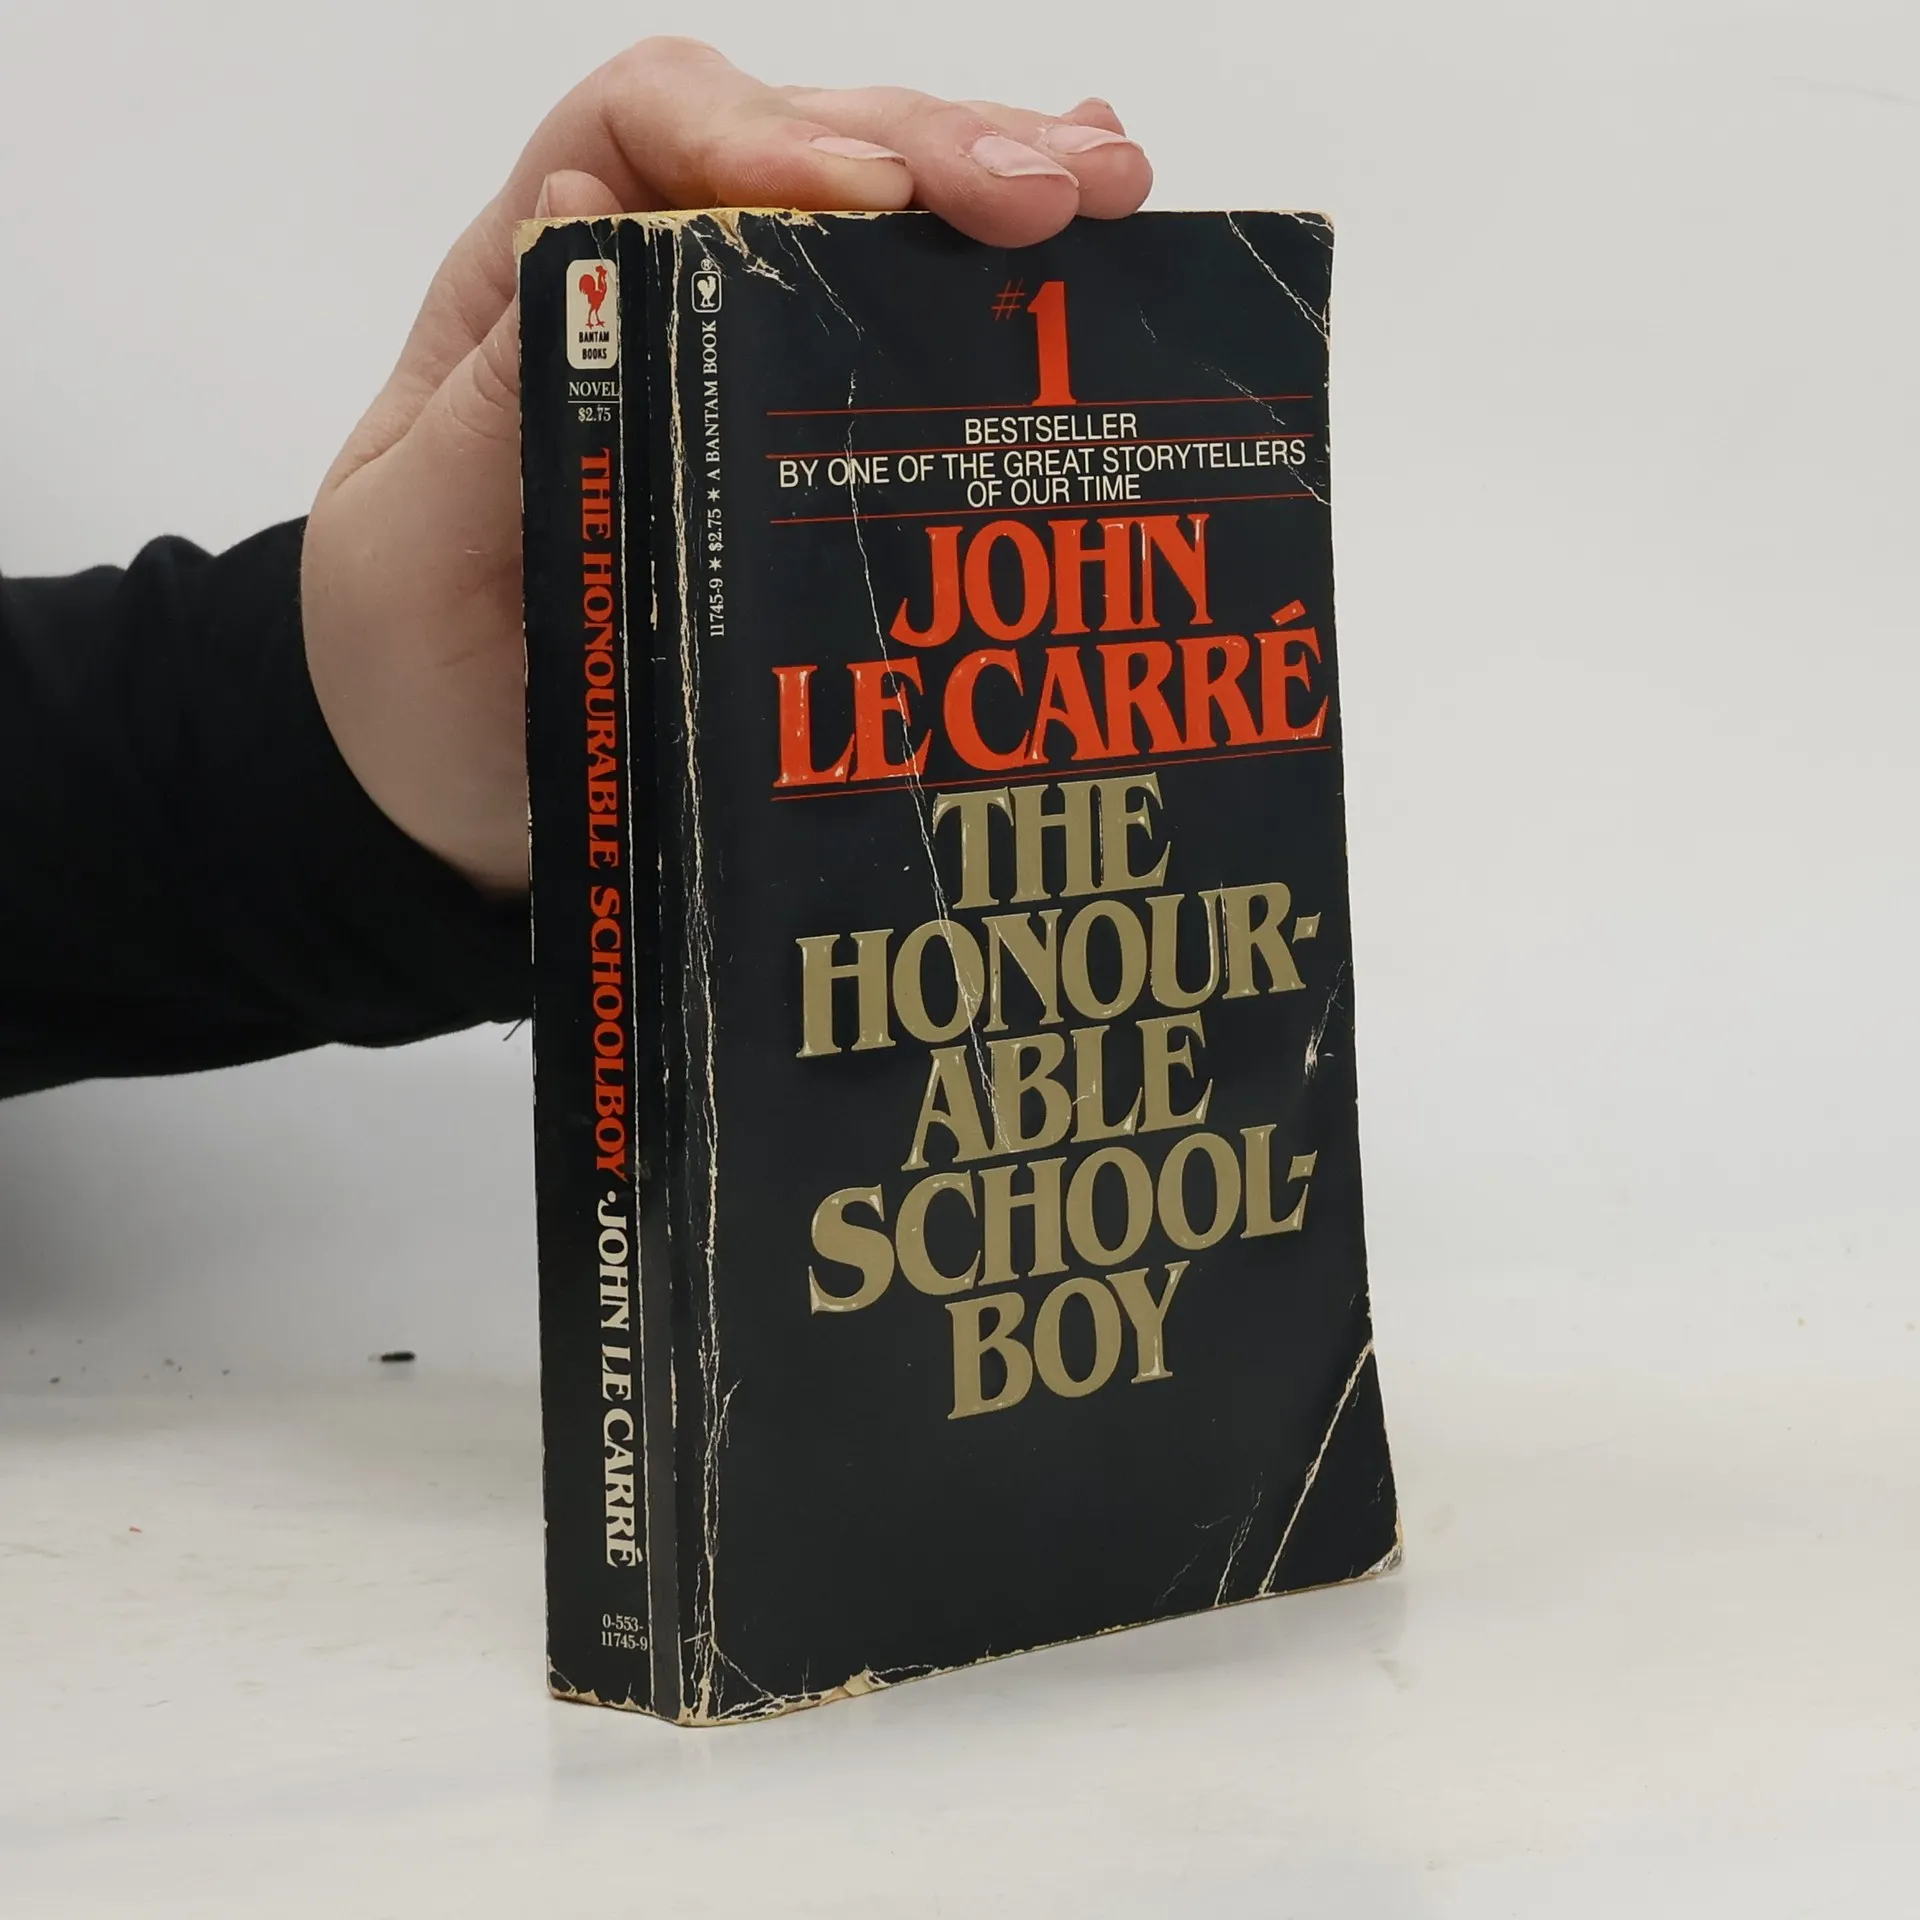 BANTAM
BOOKS
NOVEL
$2.75
THE HONOURABLE SCHOOLBOY • JOHN LE CARRÉ
0-553-
11745-9
11745-9 * $2.75 * A BANTAM BOOK ®
#1
BESTSELLER
BY ONE OF THE GREAT STORYTELLERS
OF OUR TIME
JOHN
LE CARRÉ
THE
HONOUR-
ABLE
SCHOOL-
BOY